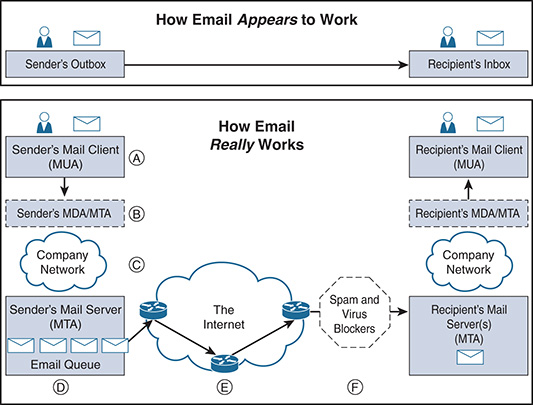 How Email Appears to Work
Sender's Outbox
Recipient's Inbox
How Email
Really Works
Sender's Mail Client
(MUA)
A
Sender's MDA/MTA
B
Company
Network
C
Sender's Mail Server
(MTA)
Email Queue
D
The
Internet
E
Spam and
Virus
Blockers
F
Recipient's Mail Client
(MUA)
Recipient's MDA/MTA
Company
Network
Recipient's Mail
Server(s)
(MTA)